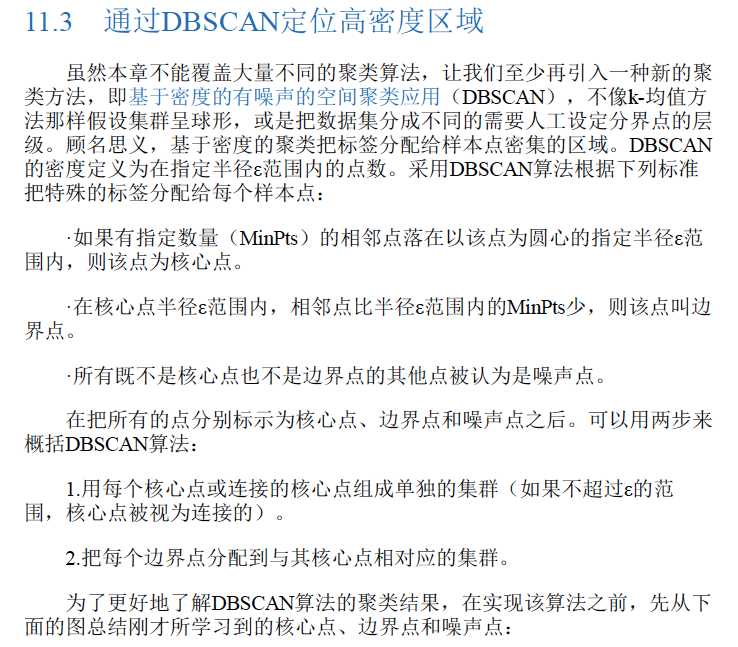 11.3 通过DBSCAN定位高密度区域
虽然本章不能覆盖大量不同的聚类算法，让我们至少再引入一种新的聚
类方法，即基于密度的有噪声的空间聚类应用（DBSCAN），不像k-均值方
法那样假设集群呈球形，或是把数据集分成不同的需要人工设定分界点的层
级。顾名思义，基于密度的聚类把标签分配给样本点密集的区域。DBSCAN
的密度定义为在指定半径ε范围内的点数。采用DBSCAN算法根据下列标准
把特殊的标签分配给每个样本点：
·如果有指定数量（MinPts）的相邻点落在以该点为圆心的指定半径ε范
围内，则该点为核心点。
·在核心点半径ε范围内，相邻点比半径ε范围内的MinPts少，则该点叫边
界点。
·所有既不是核心点也不是边界点的其他点被认为是噪声点。
在把所有的点分别标示为核心点、边界点和噪声点之后。可以用两步来
概括DBSCAN算法：
1.用每个核心点或连接的核心点组成单独的集群（如果不超过ε的范
围，核心点被视为连接的）。
2.把每个边界点分配到与其核心点相对应的集群。
为了更好地了解DBSCAN算法的聚类结果，在实现该算法之前，先从下
面的图总结刚才所学习到的核心点、边界点和噪声点：